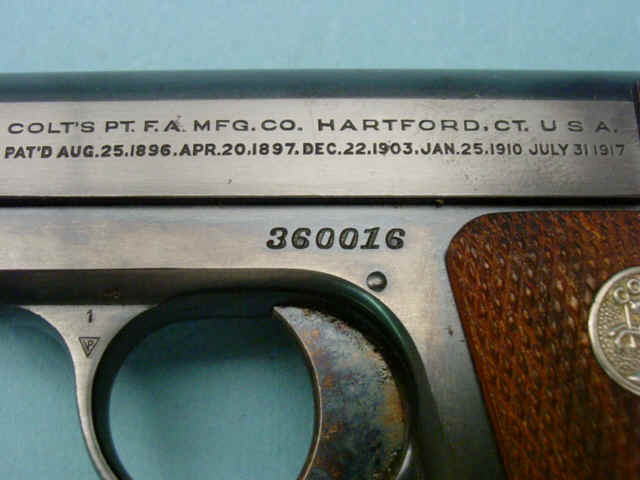 COLT'S PT. F.A. MFG. CO. HARTFORD, CT. U S A.
PAT'D AUG.25.1896. APR.20.1897. DEC.22.1903. JAN.25.1910 JULY 31 1917
360016
1
VP